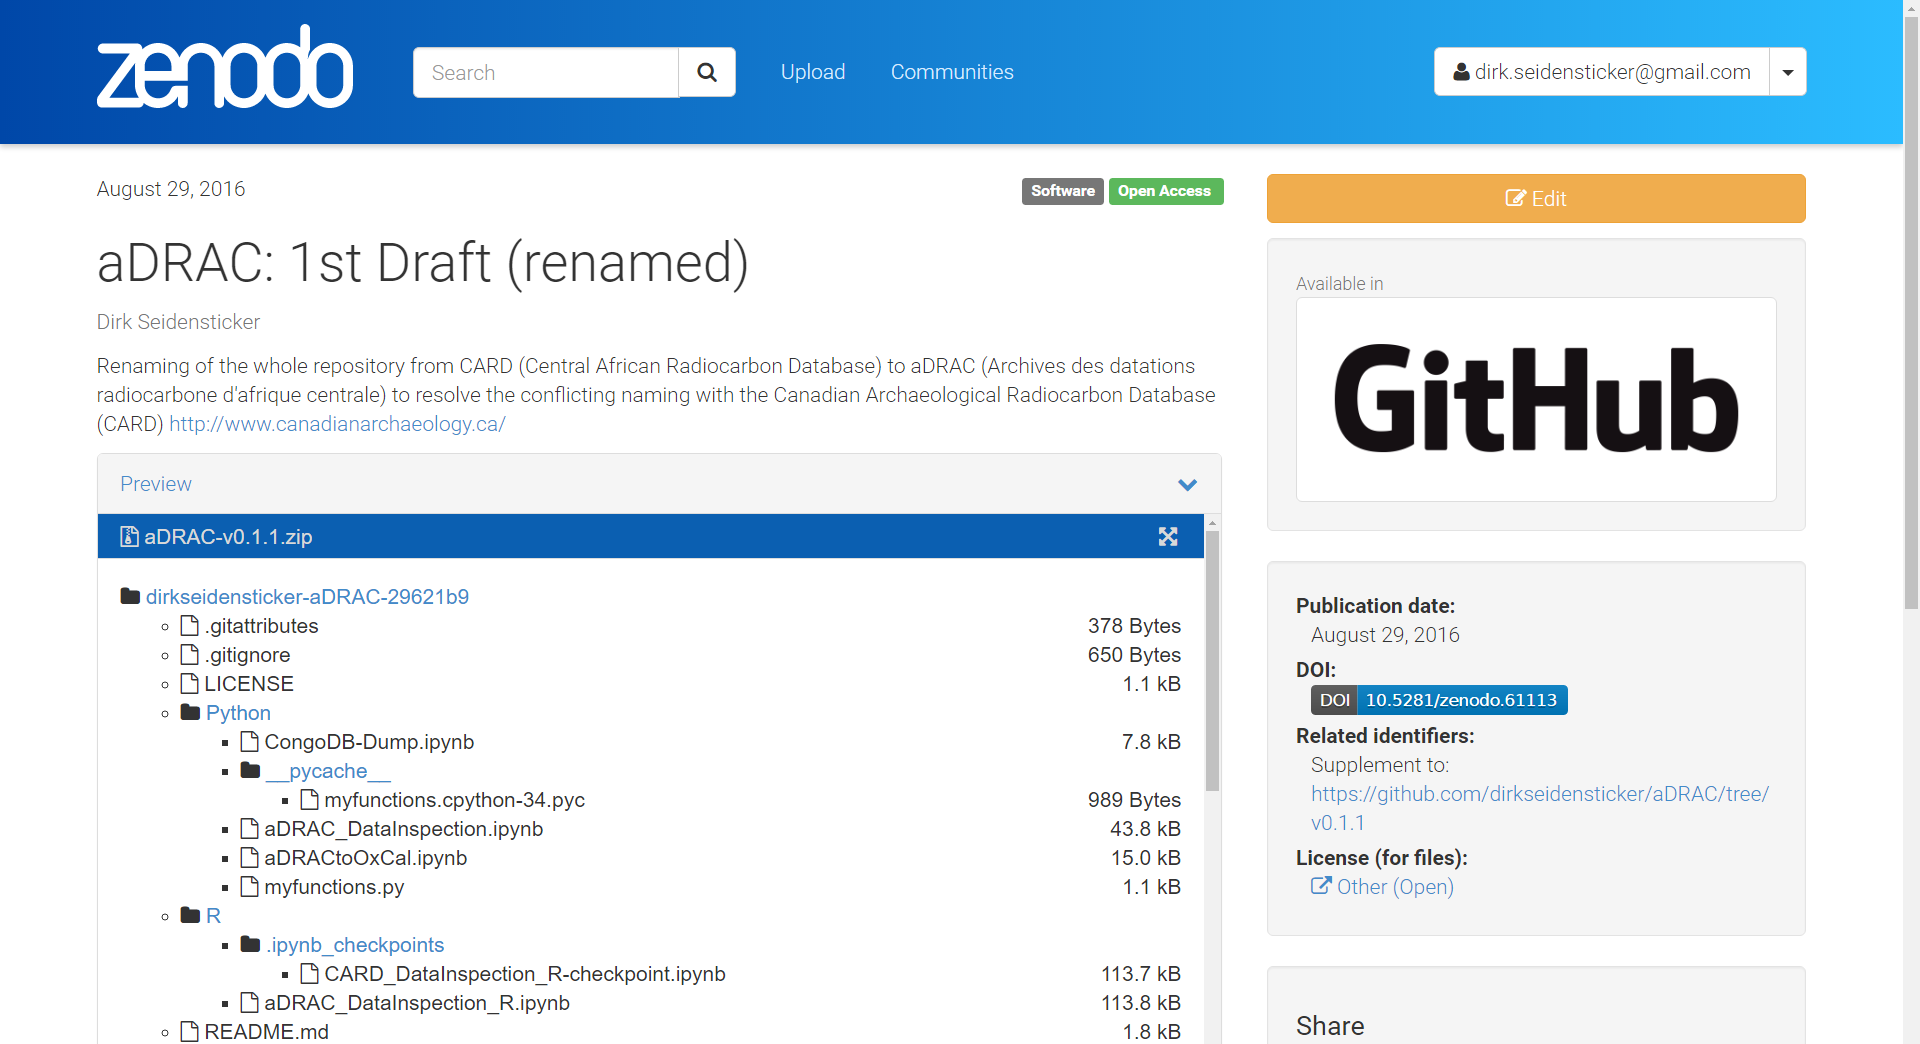 zenodo
Search
Upload
Communities
dirk.seidensticker@gmail.com
August 29, 2016
Software
Open Access
aDRAC: 1st Draft (renamed)
Dirk Seidensticker
Renaming of the whole repository from CARD (Central African Radiocarbon Database) to aDRAC (Archives des datations
radiocarbone d'afrique centrale) to resolve the conflicting naming with the Canadian Archaeological Radiocarbon Database
(CARD) http://www.canadianarchaeology.ca/
Preview
aDRAC-v0.1.1.zip
dirkseidensticker-aDRAC-29621b9
.gitattributes 378 Bytes
.gitignore 650 Bytes
LICENSE 1.1 kB
Python
CongoDB-Dump.ipynb 7.8 kB
__pycache__
myfunctions.cpython-34.pyc 989 Bytes
aDRAC_DataInspection.ipynb 43.8 kB
aDRACtoOxCal.ipynb 15.0 kB
myfunctions.py 1.1 kB
R
.ipynb_checkpoints
CARD_DataInspection_R-checkpoint.ipynb 113.7 kB
aDRAC_DataInspection_R.ipynb 113.8 kB
README.md 1.8 kB
Edit
Available in
GitHub
Publication date:
August 29, 2016
DOI:
DOI 10.5281/zenodo.61113
Related identifiers:
Supplement to:
https://github.com/dirkseidensticker/aDRAC/tree/
v0.1.1
License (for files):
Other (Open)
Share